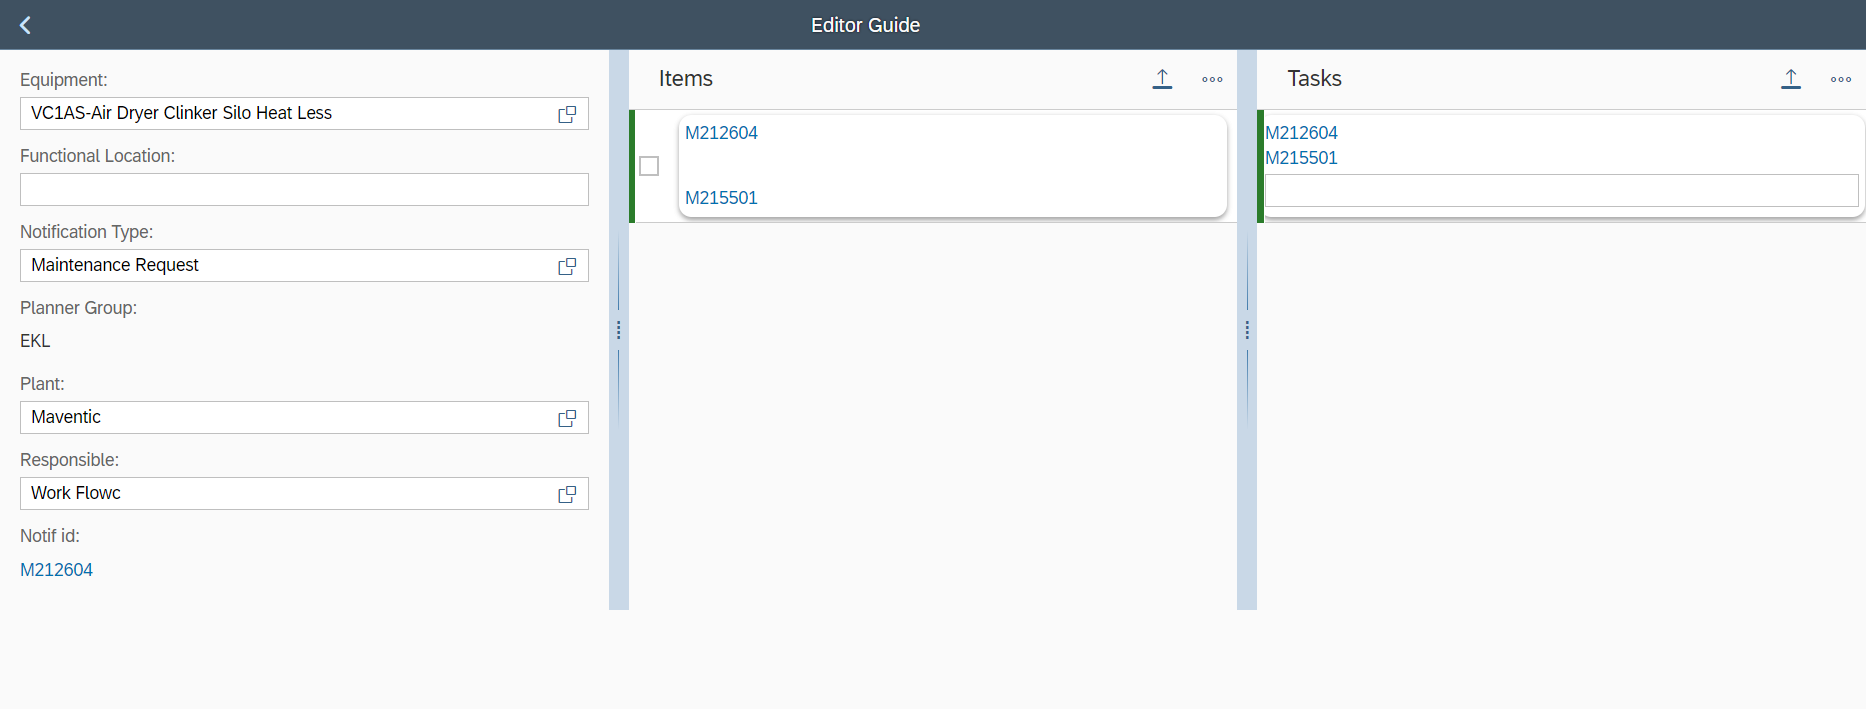 Editor Guide
Equipment:
VC1AS-Air Dryer Clinker Silo Heat Less
Functional Location:
Notification Type:
Maintenance Request
Planner Group:
EKL
Plant:
Maventic
Responsible:
Work Flowc
Notif id:
M212604
Items
M212604
M215501
Tasks
M212604
M215501